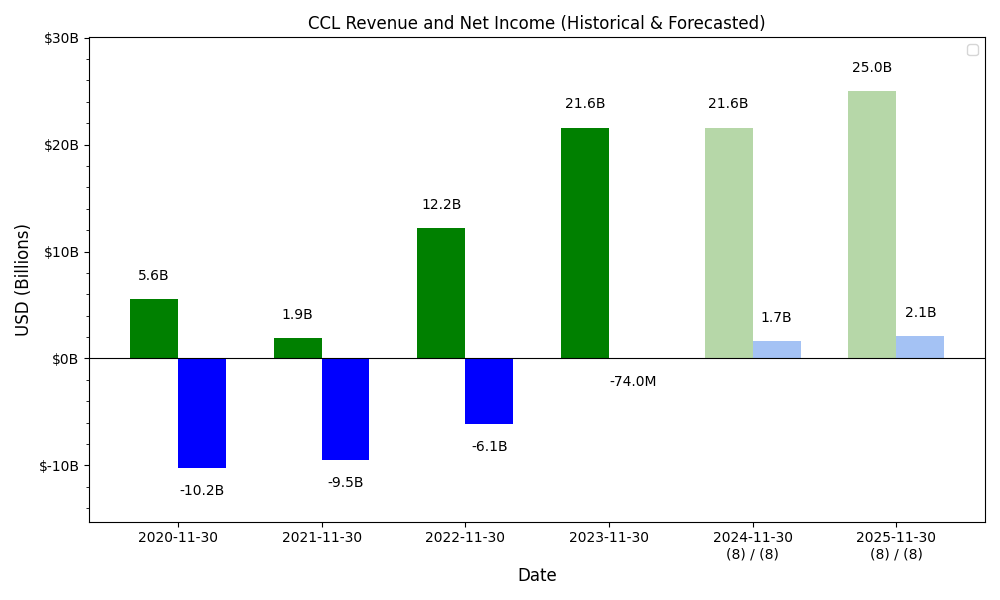 CCL Revenue and Net Income (Historical & Forecasted)
$30B
$20B
$10B
$0B
$-10B
USD (Billions)
5.6B
-10.2B
1.9B
-9.5B
12.2B
-6.1B
21.6B
-74.0M
21.6B
1.7B
25.0B
2.1B
2020-11-30
2021-11-30
2022-11-30
2023-11-30
2024-11-30
(8) / (8)
2025-11-30
(8) / (8)
Date